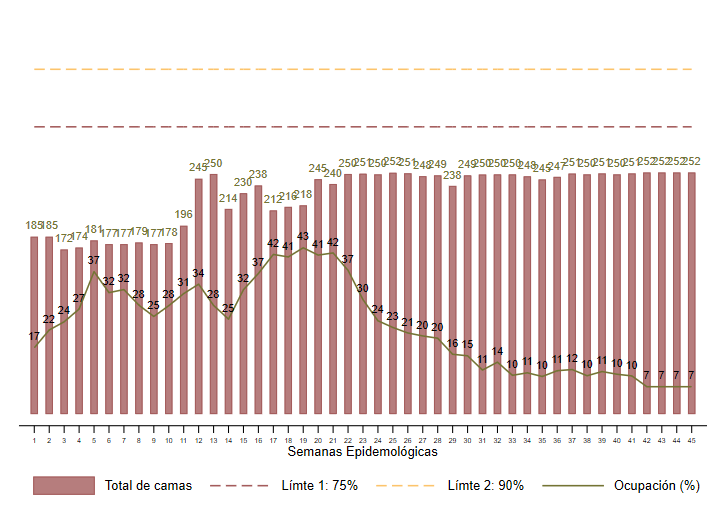 185 185 172 174 181 177 177 179 177 178 196 245 250 214 230 238 212 216 218 245 240 250 251 250 252 251 248 249 238 249 250 250 250 248 245 247 251 250 251 250 251 252 252 252 252
17 22 24 27 37 32 32 28 25 28 31 34 28 25 32 37 42 41 43 41 42 37 30 24 23 21 20 20 16 15 11 14 10 11 10 11 12 10 11 10 10 7 7 7 7
1 2 3 4 5 6 7 8 9 10 11 12 13 14 15 16 17 18 19 20 21 22 23 24 25 26 27 28 29 30 31 32 33 34 35 36 37 38 39 40 41 42 43 44 45
Semanas Epidemológicas
Total de camas Límte 1: 75% Límte 2: 90% Ocupación (%)